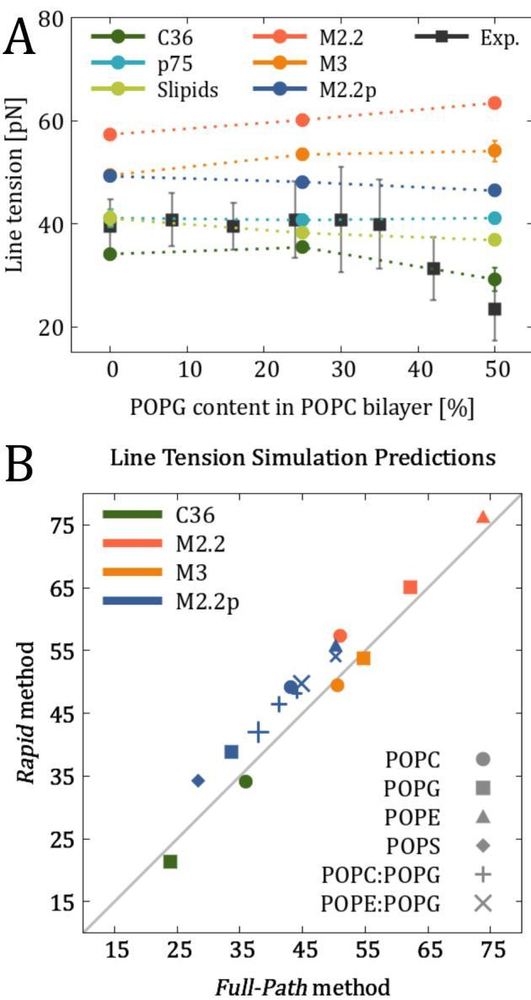 A
80
60
40
20
Line tension [pN]
C36
p75
Slipids
M2.2
M3
M2.2p
Exp.
0 10 20 30 40 50
POPG content in POPC bilayer [%]
B
Line Tension Simulation Predictions
75
65
55
45
35
25
15
Rapid method
C36
M2.2
M3
M2.2p
POPC
POPG
POPE
POPS
POPC:POPG
POPE:POPG
15 25 35 45 55 65 75
Full-Path method